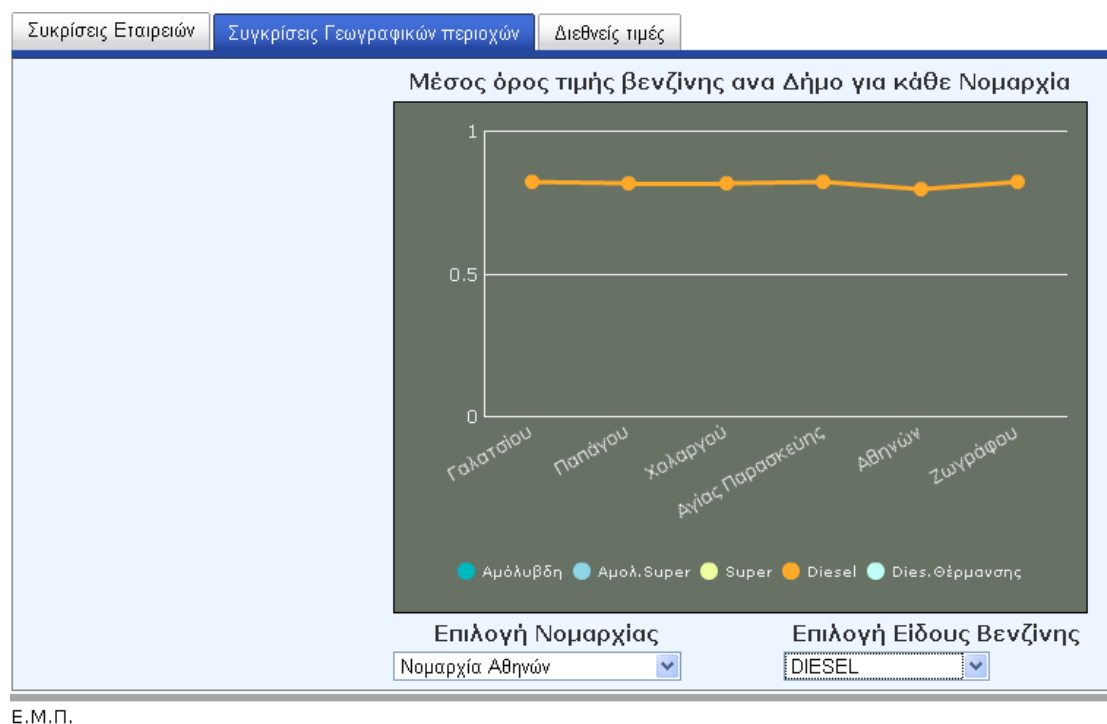 Συκρίσεις Εταιρειών Συγκρίσεις Γεωγραφικών περιοχών Διεθνείς τιμές
Μέσος όρος τιμής βενζίνης ανα Δήμο για κάθε Νομαρχία
1
0.5
0
Γαλατσίου Παπάγου Χολαργού Αγίας Παρασκεύης Αθηνών Ζωγράφου
Αμόλυβδη Αμολ.Super Super Diesel Dies.Θέρμανσης
Επιλογή Νομαρχίας Επιλογή Είδους Βενζίνης
Νομαρχία Αθηνών DIESEL
Ε.Μ.Π.